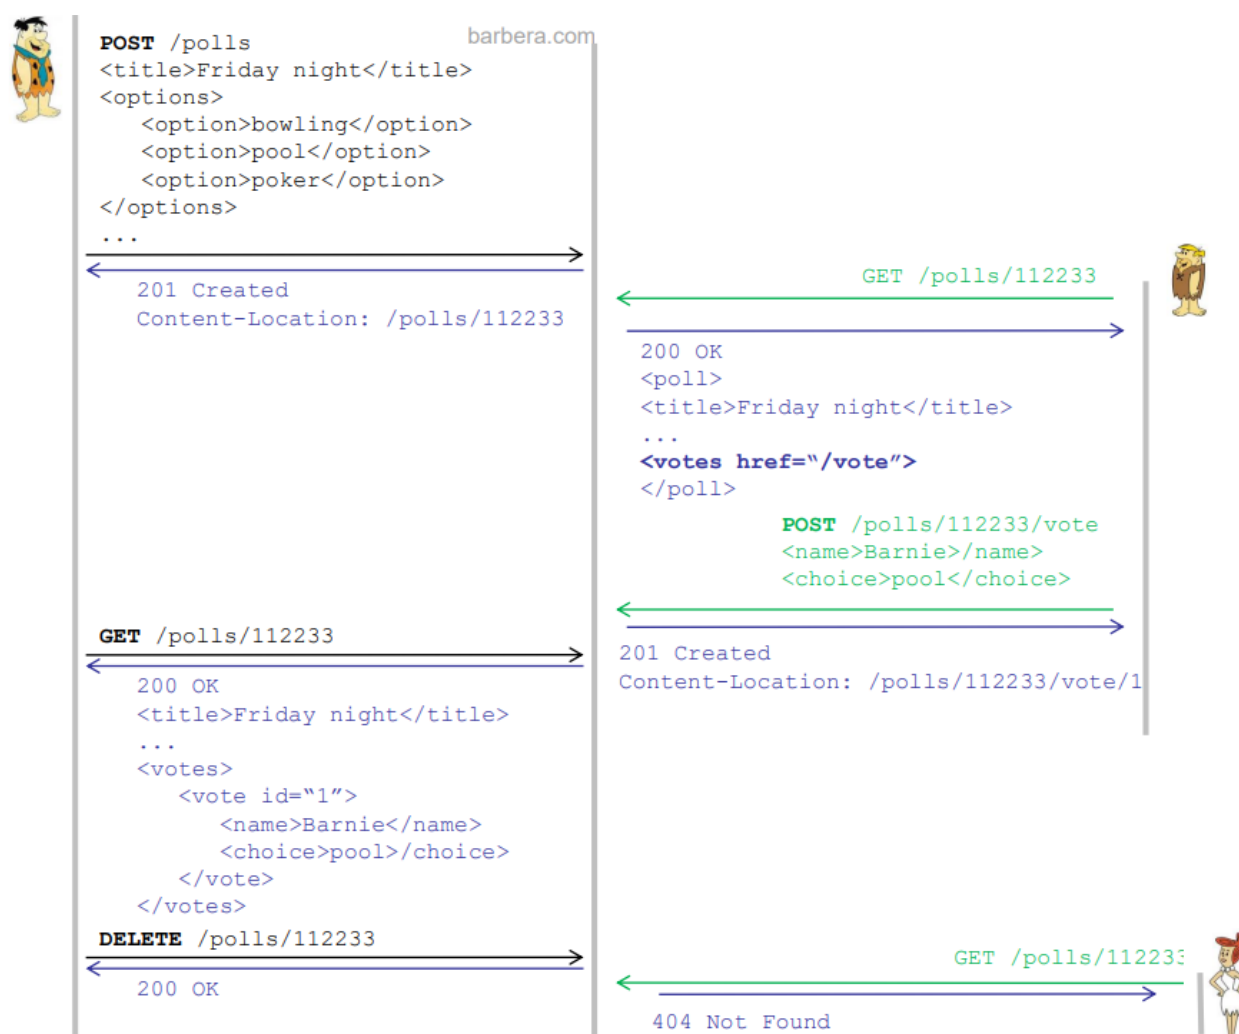 barbera.com
POST /polls
<title>Friday night</title>
<options>
<option>bowling</option>
<option>pool</option>
<option>poker</option>
</options>
...
201 Created
Content-Location: /polls/112233
GET /polls/112233
200 OK
<poll>
<title>Friday night</title>
...
<votes href=“/vote”>
</poll>
POST /polls/112233/vote
<name>Barnie>/name>
<choice>pool</choice>
201 Created
Content-Location: /polls/112233/vote/1
GET /polls/112233
200 OK
<title>Friday night</title>
...
<votes>
<vote id=“1”>
<name>Barnie</name>
<choice>pool>/choice>
</vote>
</votes>
DELETE /polls/112233
200 OK
GET /polls/112233
404 Not Found